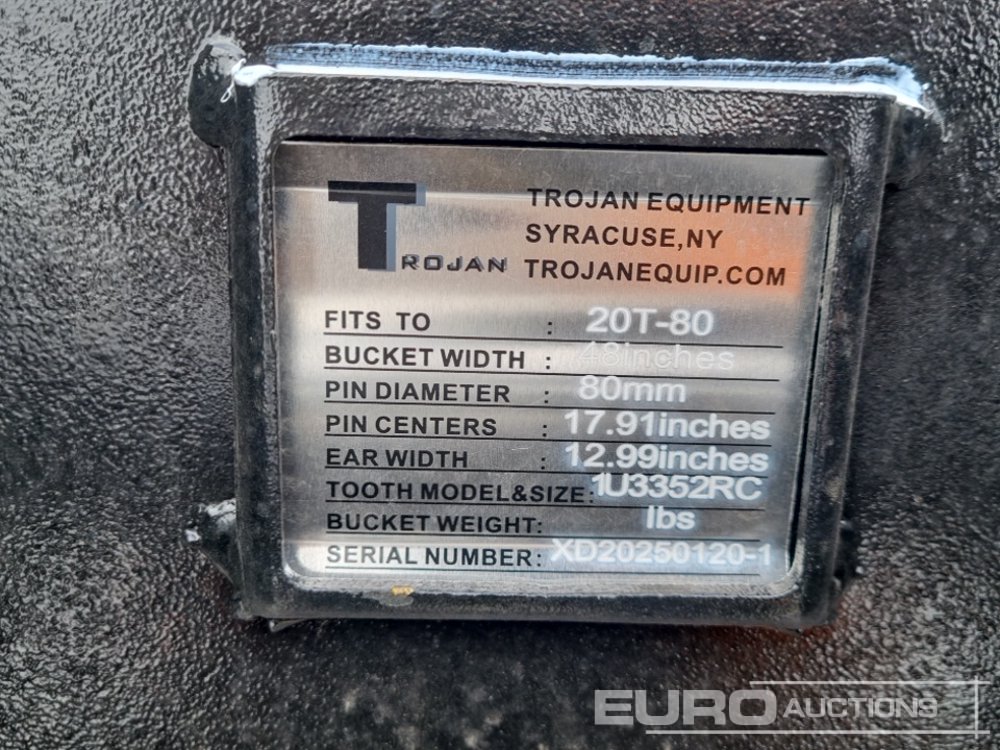 TROJAN
TROJAN EQUIPMENT
SYRACUSE,NY
TROJANEQUIP.COM
FITS TO : 20T-80
BUCKET WIDTH : 48inches
PIN DIAMETER : 80mm
PIN CENTERS : 17.91inches
EAR WIDTH : 12.99inches
TOOTH MODEL&SIZE: 1U3352RC
BUCKET WEIGHT: lbs
SERIAL NUMBER: XD20250120-1
EURO AUCTIONS